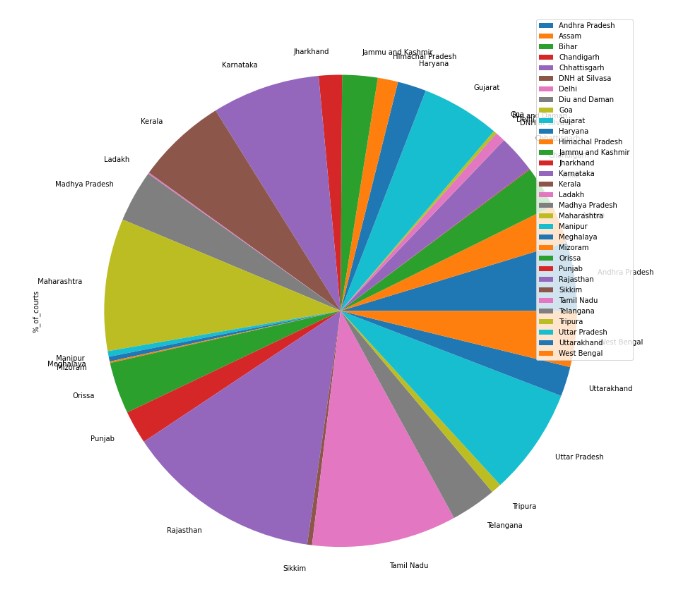 Jharkhand
Jammu and Kashmir
Himachal Pradesh
Haryana
Karnataka
Gujarat
Kerala
Ladakh
Madhya Pradesh
Maharashtra
%_of_courts
Manipur
Meghalaya
Mizoram
Orissa
Punjab
Rajasthan
Sikkim
Tamil Nadu
Telangana
Tripura
Uttar Pradesh
Uttarakhand
West Bengal
Andhra Pradesh
Goa
Andhra Pradesh
Assam
Bihar
Chandigarh
Chhattisgarh
DNH at Silvasa
Delhi
Diu and Daman
Goa
Gujarat
Haryana
Himachal Pradesh
Jammu and Kashmir
Jharkhand
Karnataka
Kerala
Ladakh
Madhya Pradesh
Maharashtra
Manipur
Meghalaya
Mizoram
Orissa
Punjab
Rajasthan
Sikkim
Tamil Nadu
Telangana
Tripura
Uttar Pradesh
Uttarakhand
West Bengal